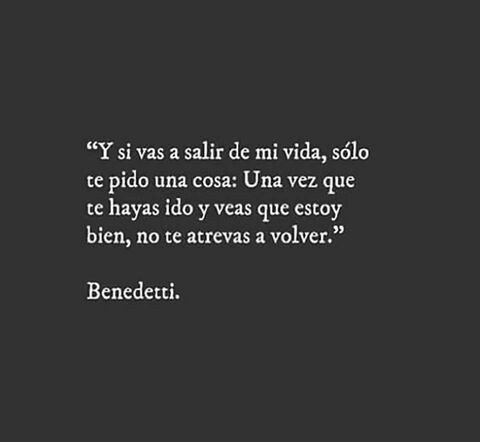 “Y si vas a salir de mi vida, sólo
te pido una cosa: Una vez que
te hayas ido y veas que estoy
bien, no te atrevas a volver.”
Benedetti.